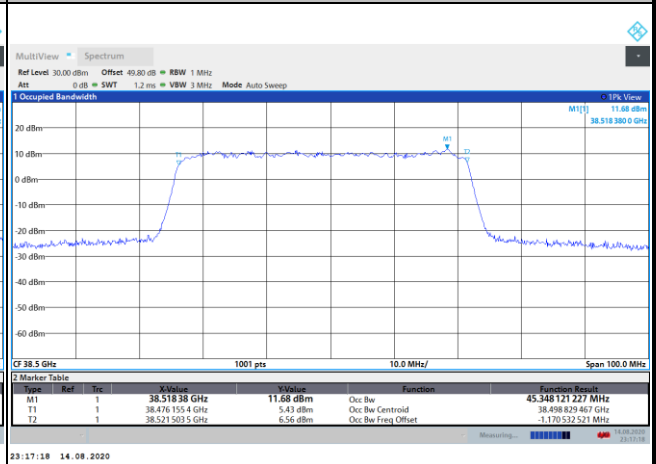 MultiView Spectrum
Ref Level 30.00 dBm Offset 49.80 dB RBW 1 MHz
Att 0 dB SWT 1.2 ms VBW 3 MHz Mode Auto Sweep
1 Occupied Bandwidth 1Pk View
M1[1] 11.68 dBm
38.518 380 0 GHz
20 dBm
M1
10 dBm
T1 T2
0 dBm
-10 dBm
-20 dBm
-30 dBm
-40 dBm
-50 dBm
-60 dBm
CF 38.5 GHz 1001 pts 10.0 MHz/ Span 100.0 MHz
2 Marker Table
Type Ref Trc X-Value Y-Value Function Function Result
M1 1 38.518 38 GHz 11.68 dBm Occ Bw 45.348 121 227 MHz
T1 1 38.476 155 4 GHz 5.43 dBm Occ Bw Centroid 38.498 829 467 GHz
T2 1 38.521 503 5 GHz 6.56 dBm Occ Bw Freq Offset -1.170 532 521 MHz
Measuring... 14.08.2020
23:17:18
23:17:18 14.08.2020